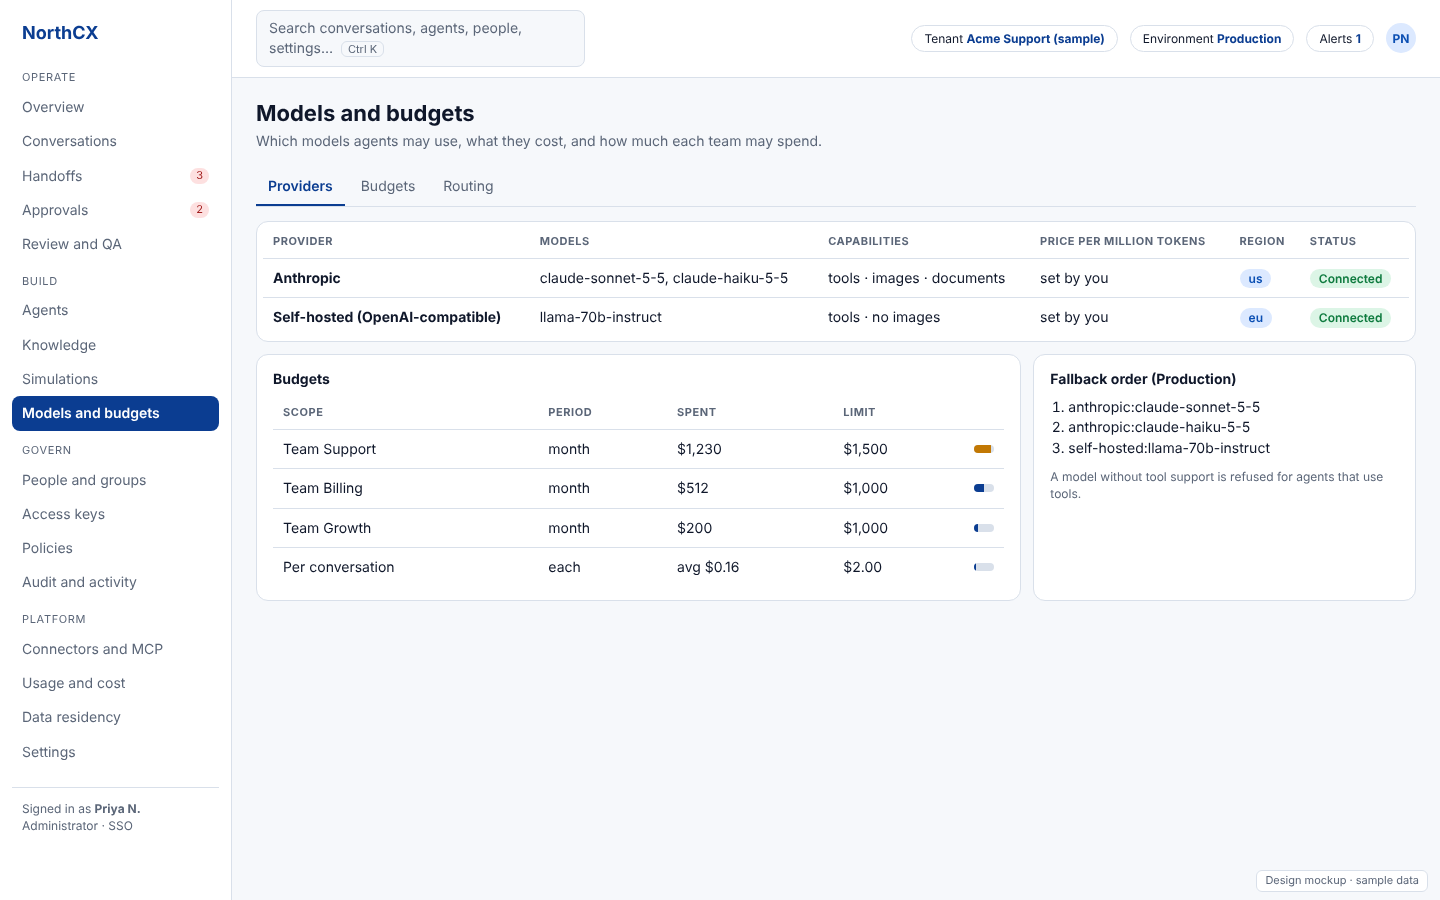 NorthCX
OPERATE
Overview
Conversations
Handoffs 3
Approvals 2
Review and QA
BUILD
Agents
Knowledge
Simulations
Models and budgets
GOVERN
People and groups
Access keys
Policies
Audit and activity
PLATFORM
Connectors and MCP
Usage and cost
Data residency
Settings
Signed in as Priya N.
Administrator · SSO
Search conversations, agents, people,
settings... Ctrl K
Tenant Acme Support (sample) Environment Production Alerts 1 PN
Models and budgets
Which models agents may use, what they cost, and how much each team may spend.
Providers Budgets Routing
PROVIDER MODELS CAPABILITIES PRICE PER MILLION TOKENS REGION STATUS
Anthropic claude-sonnet-5-5, claude-haiku-5-5 tools · images · documents set by you us Connected
Self-hosted (OpenAI-compatible) llama-70b-instruct tools · no images set by you eu Connected
Budgets
SCOPE PERIOD SPENT LIMIT
Team Support month $1,230 $1,500
Team Billing month $512 $1,000
Team Growth month $200 $1,000
Per conversation each avg $0.16 $2.00
Fallback order (Production)
1. anthropic:claude-sonnet-5-5
2. anthropic:claude-haiku-5-5
3. self-hosted:llama-70b-instruct
A model without tool support is refused for agents that use
tools.
Design mockup · sample data